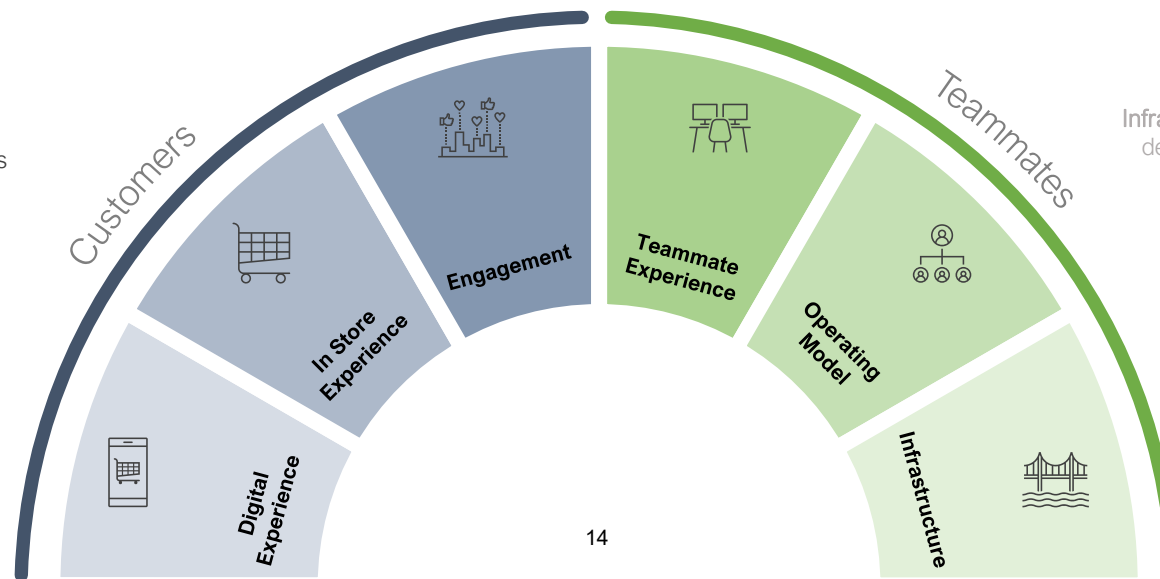 Customers
Teammates
Engagement
Teammate
Experience
In Store
Experience
Operating
Model
Digital
Experience
Infrastructure
14